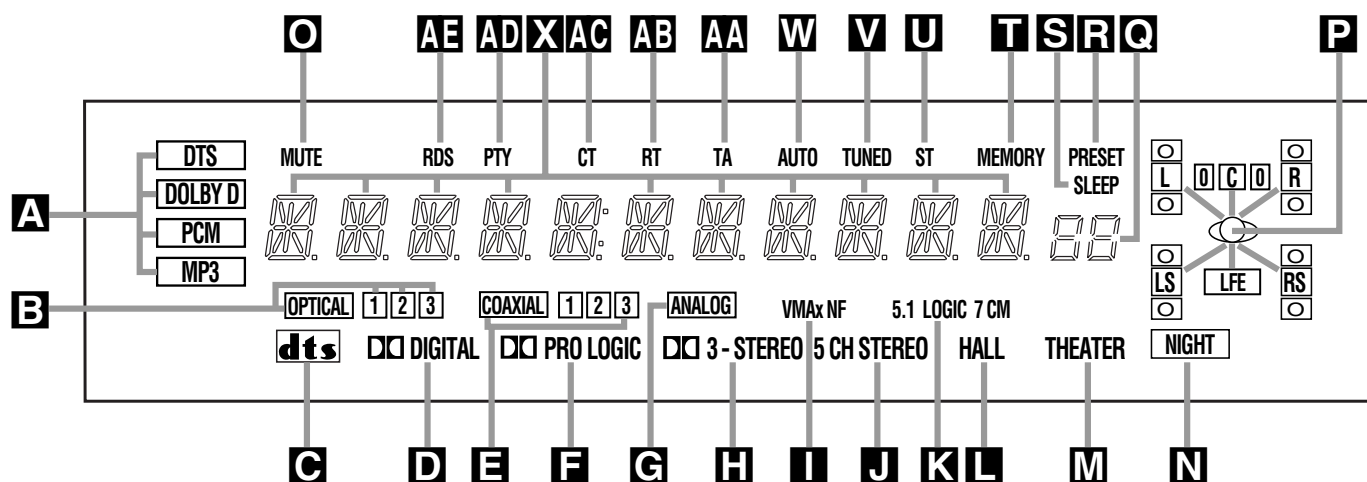 O AE AD X AC AB AA W V U T S R Q P
DTS MUTE RDS PTY CT RT TA AUTO TUNED ST MEMORY PRESET
SLEEP
DOLBY D L O C O R
A
PCM
MP3 LS LFE RS
B
OPTICAL 1 2 3 COAXIAL 1 2 3 ANALOG VMAx NF 5.1 LOGIC 7 CM
dts DIGITAL PRO LOGIC 3 - STEREO 5 CH STEREO HALL THEATER NIGHT
C D E F G H I J K L M N